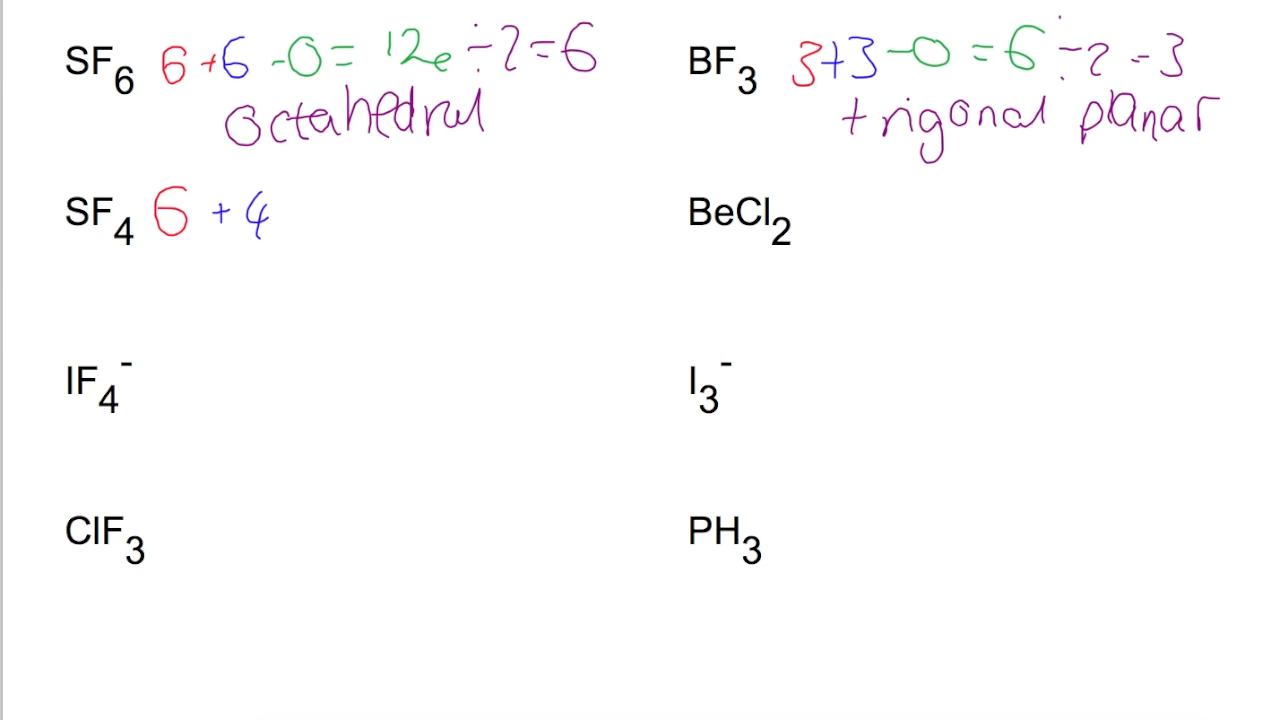 SF6 6 +6 -0 = 12e ÷ 2 = 6
octahedral
BF3 3+3 -0 = 6 ÷ 2 - 3
trigonal planar
SF4 6 + 4
BeCl2
IF4-
I3-
ClF3
PH3